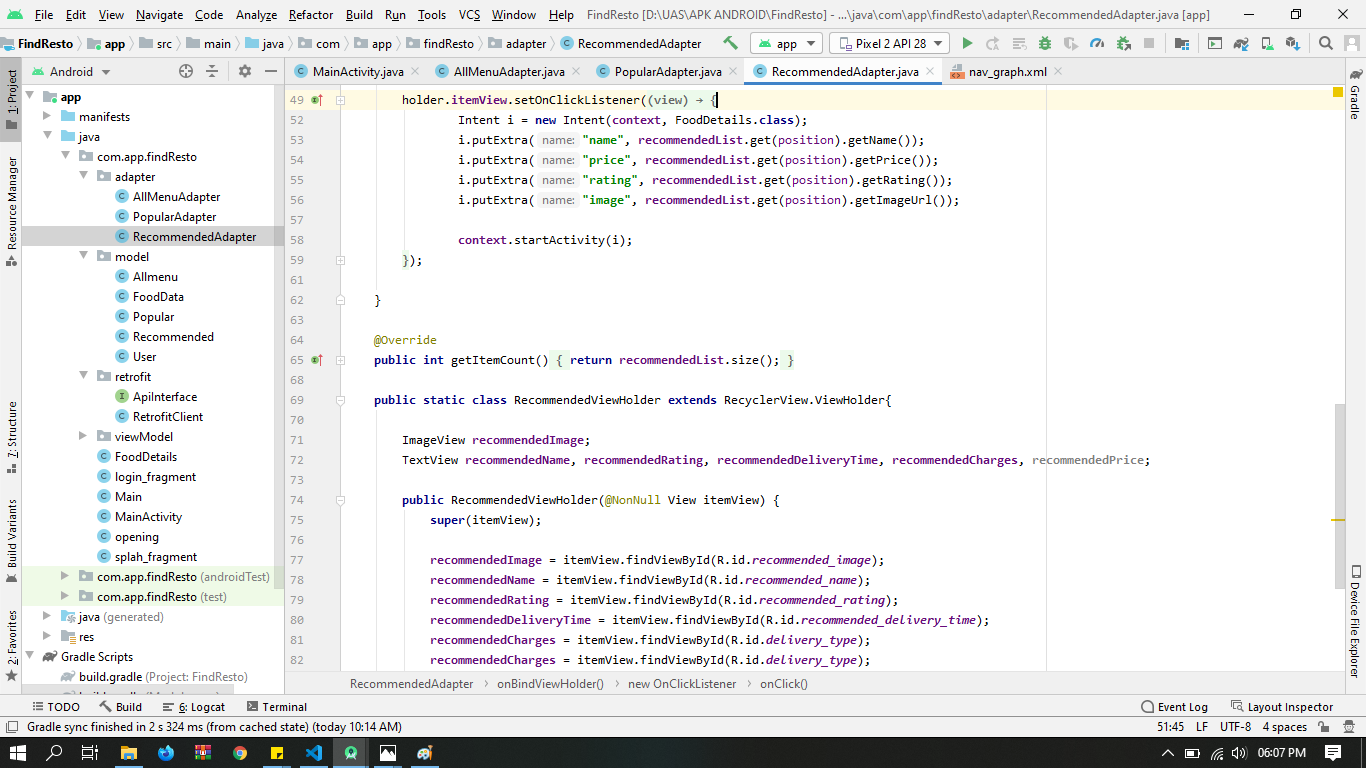 File Edit View Navigate Code Analyze Refactor Build Run Tools VCS Window Help FindResto [D:\UAS\APK ANDROID\FindResto] - ...\java\com\app\findResto\adapter\RecommendedAdapter.java [app]
FindResto app src main java com app findResto adapter RecommendedAdapter app Pixel 2 API 28
Android MainActivity.java AllMenuAdapter.java PopularAdapter.java RecommendedAdapter.java nav_graph.xml
1: Project
Resource Manager
7: Structure
Build Variants
2: Favorites
app
manifests
java
com.app.findResto
adapter
AllMenuAdapter
PopularAdapter
RecommendedAdapter
model
Allmenu
FoodData
Popular
Recommended
User
retrofit
ApiInterface
RetrofitClient
viewModel
FoodDetails
login_fragment
Main
MainActivity
opening
splah_fragment
com.app.findResto (androidTest)
com.app.findResto (test)
java (generated)
res
Gradle Scripts
build.gradle (Project: FindResto)
49 holder.itemView.setOnClickListener((view) → {
52 Intent i = new Intent(context, FoodDetails.class);
53 i.putExtra( name: "name", recommendedList.get(position).getName());
54 i.putExtra( name: "price", recommendedList.get(position).getPrice());
55 i.putExtra( name: "rating", recommendedList.get(position).getRating());
56 i.putExtra( name: "image", recommendedList.get(position).getImageUrl());
57
58 context.startActivity(i);
59 });
61
62 }
63
64 @Override
65 public int getItemCount() { return recommendedList.size(); }
68
69 public static class RecommendedViewHolder extends RecyclerView.ViewHolder{
70
71 ImageView recommendedImage;
72 TextView recommendedName, recommendedRating, recommendedDeliveryTime, recommendedCharges, recommendedPrice;
73
74 public RecommendedViewHolder(@NonNull View itemView) {
75 super(itemView);
76
77 recommendedImage = itemView.findViewById(R.id.recommended_image);
78 recommendedName = itemView.findViewById(R.id.recommended_name);
79 recommendedRating = itemView.findViewById(R.id.recommended_rating);
80 recommendedDeliveryTime = itemView.findViewById(R.id.recommended_delivery_time);
81 recommendedCharges = itemView.findViewById(R.id.delivery_type);
82 recommendedCharges = itemView.findViewById(R.id.delivery_type);
Gradle
Device File Explorer
RecommendedAdapter › onBindViewHolder() › new OnClickListener › onClick()
TODO Build 6: Logcat Terminal Event Log Layout Inspector
Gradle sync finished in 2 s 324 ms (from cached state) (today 10:14 AM) 51:45 LF UTF-8 4 spaces
06:07 PM